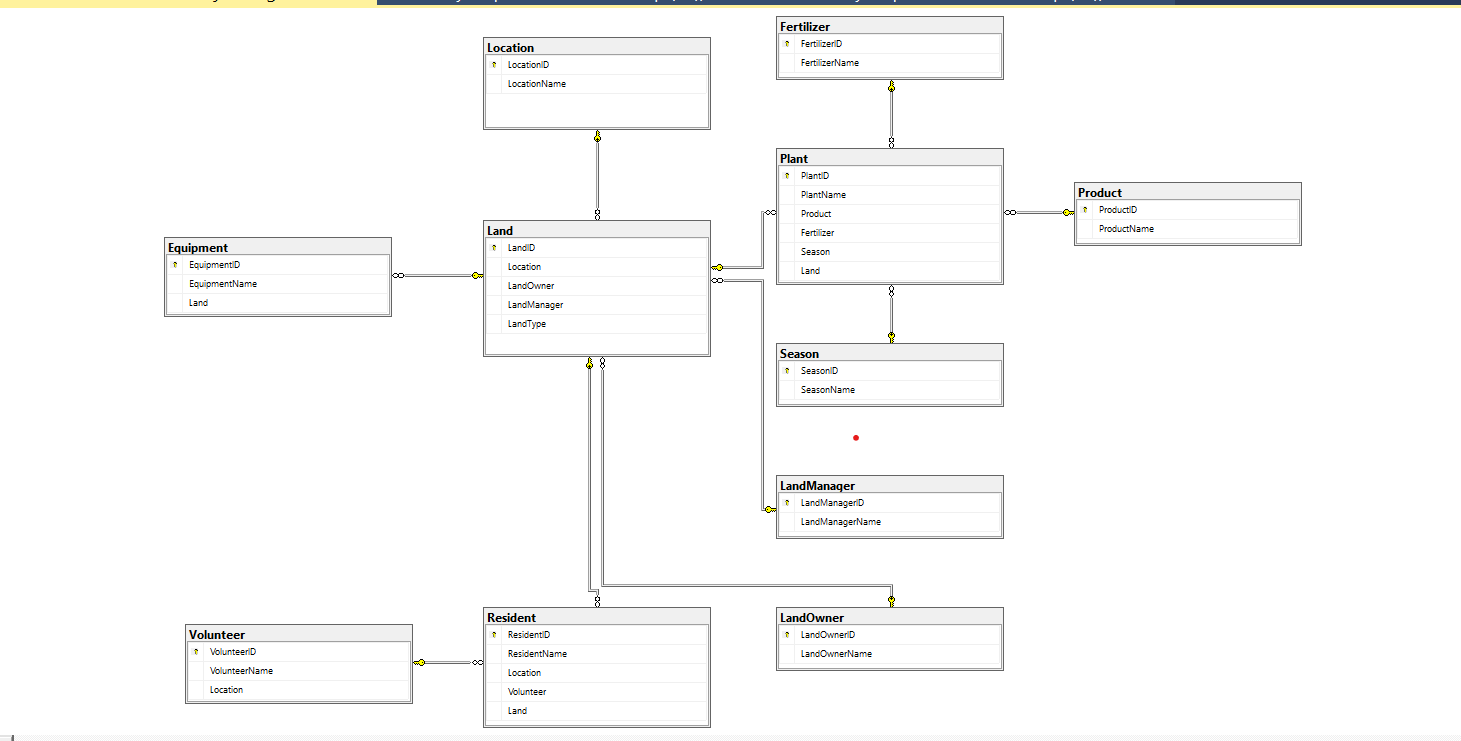 Fertilizer
FertilizerID
FertilizerName
Location
LocationID
LocationName
Plant
PlantID
PlantName
Product
Fertilizer
Season
Land
Product
ProductID
ProductName
Land
LandID
Location
LandOwner
LandManager
LandType
Equipment
EquipmentID
EquipmentName
Land
Season
SeasonID
SeasonName
LandManager
LandManagerID
LandManagerName
Resident
ResidentID
ResidentName
Location
Volunteer
Land
LandOwner
LandOwnerID
LandOwnerName
Volunteer
VolunteerID
VolunteerName
Location